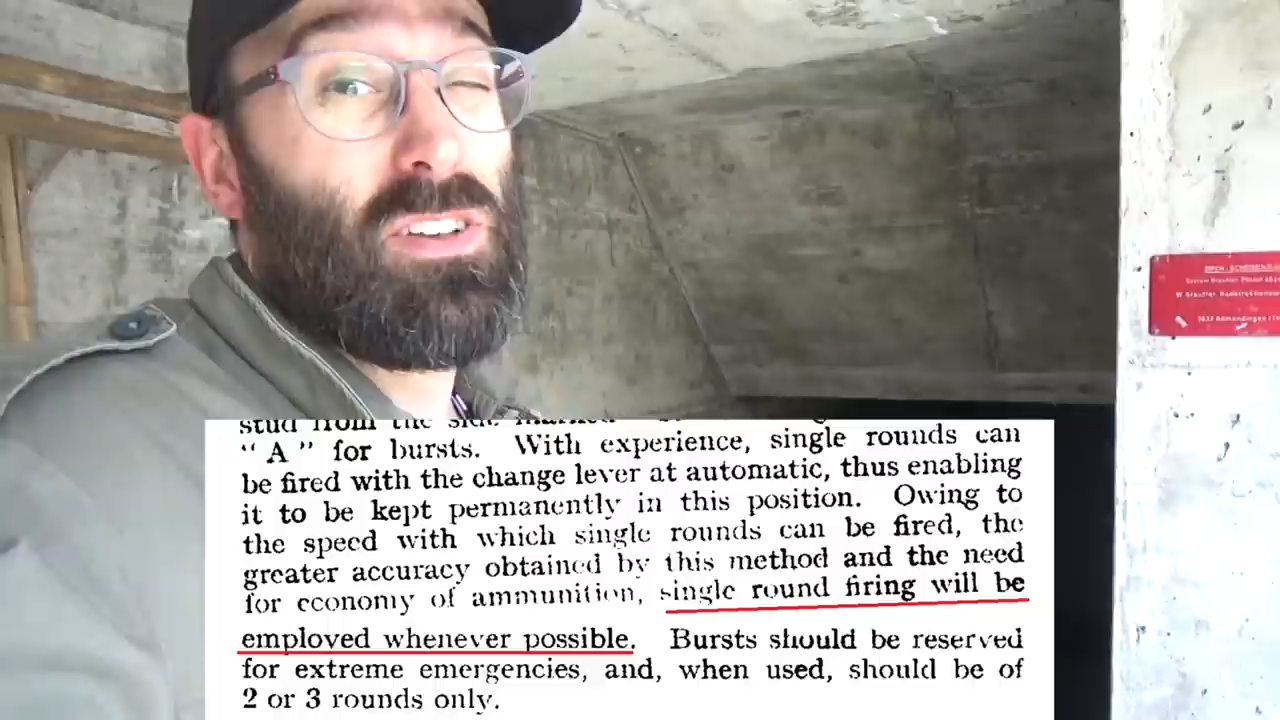 stud from the side
“ A ” for bursts. With experience, single rounds can
be fired with the change lever at automatic, thus enabling
it to be kept permanently in this position. Owing to
the speed with which single rounds can be fired, the
greater accuracy obtained by this method and the need
for economy of ammunition, single round firing will be
employed whenever possible. Bursts should be reserved
for extreme emergencies, and, when used, should be of
2 or 3 rounds only.